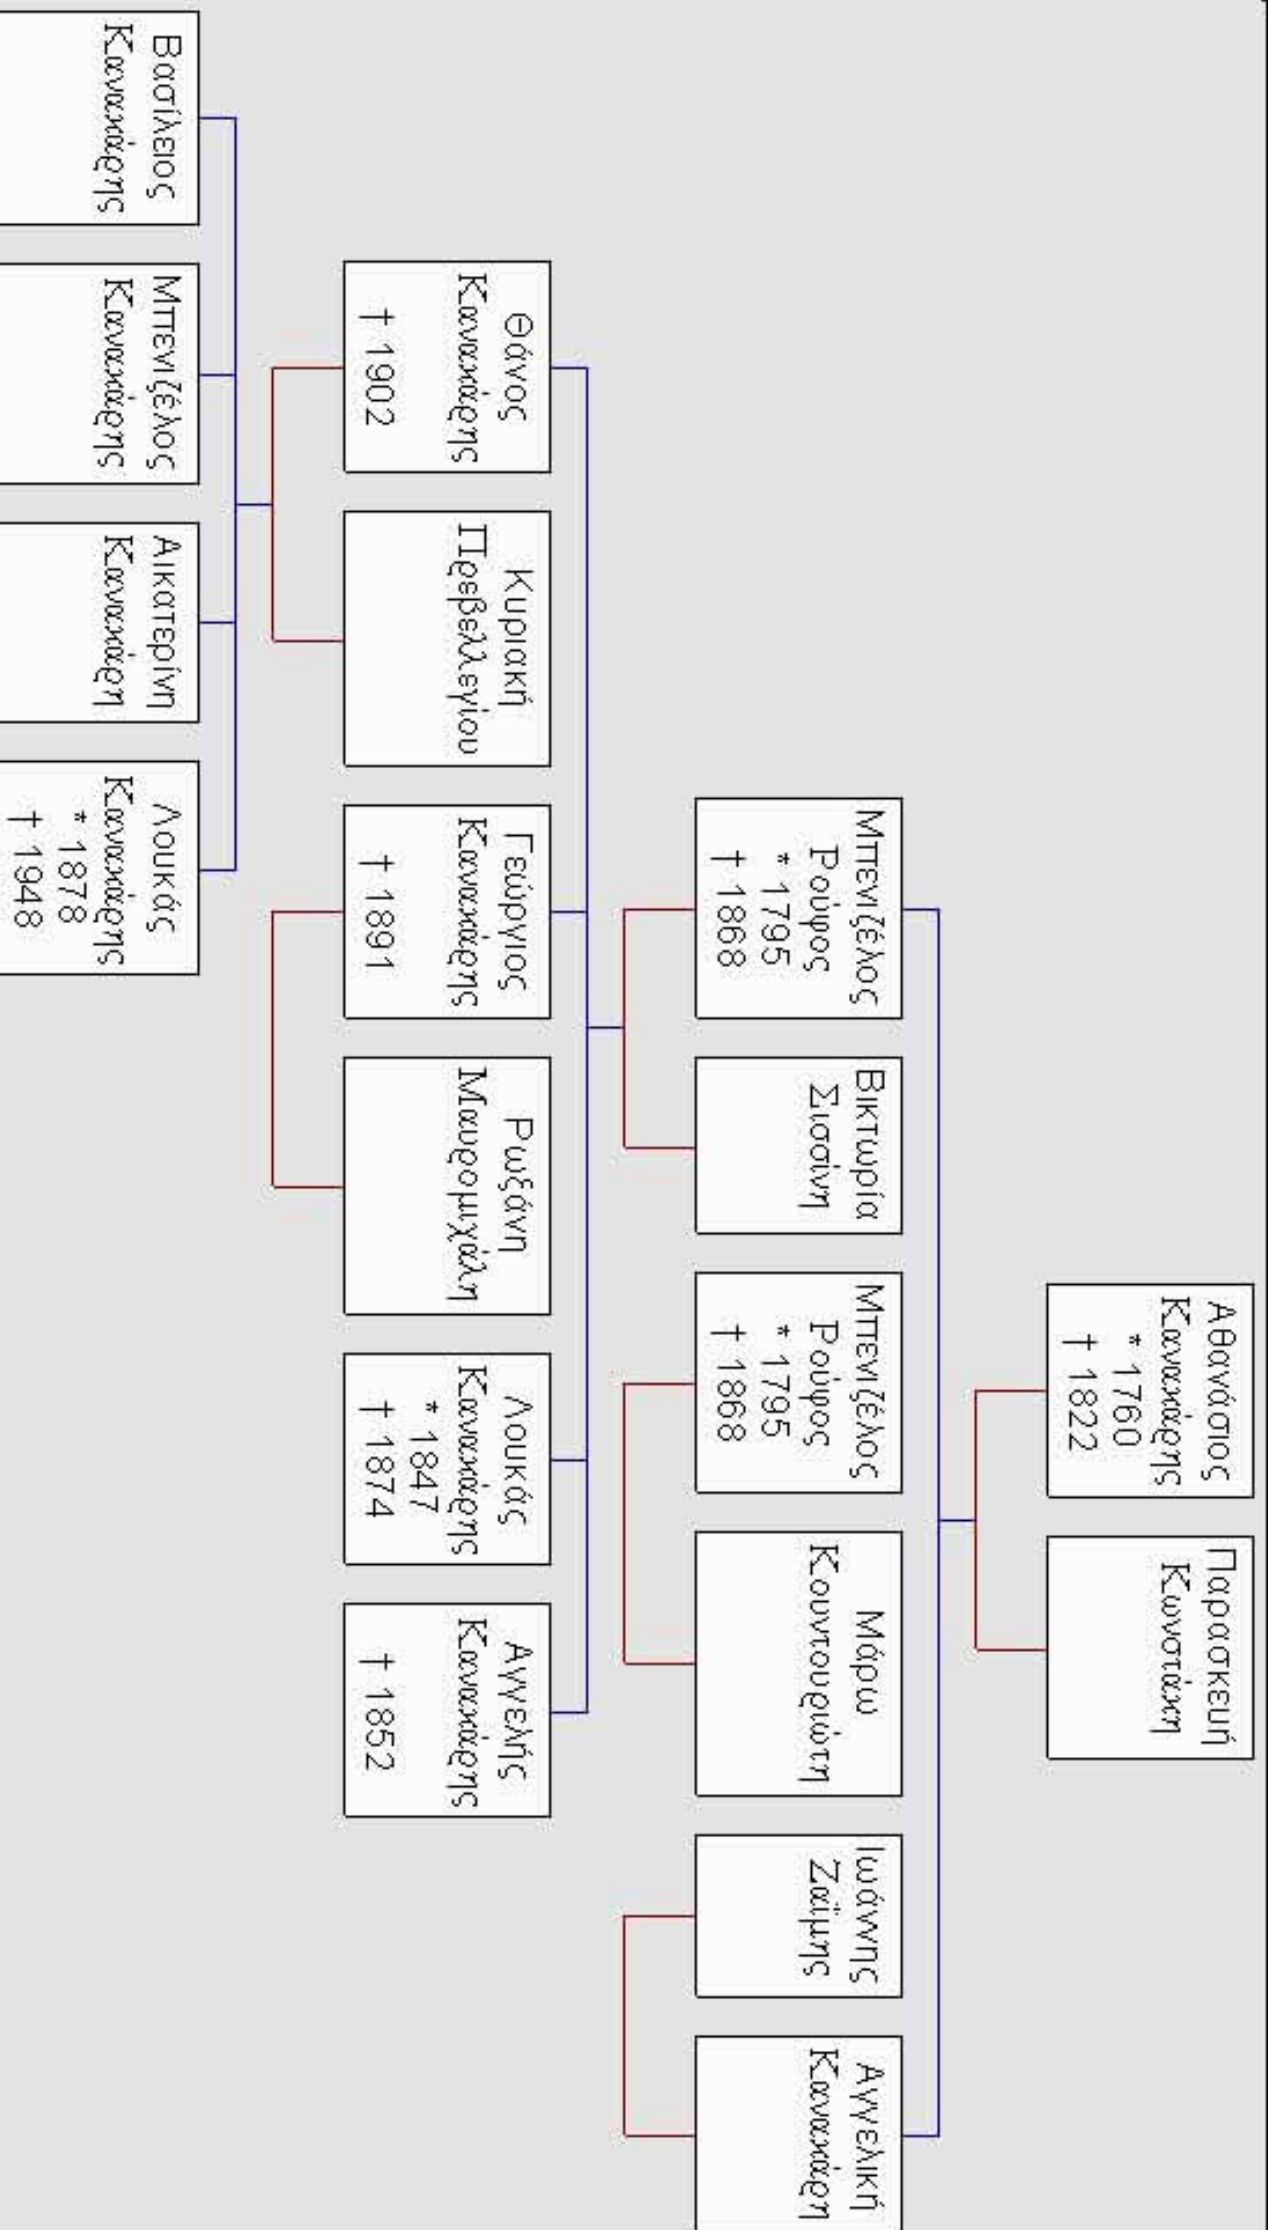 Αθανάσιος
Κανακάρης
* 1760
† 1822
Παρασκευή
Κωνστάκη
Μπενιζέλος
Ρούφος
* 1795
† 1868
Βικτωρία
Σισσίνη
Μπενιζέλος
Ρούφος
* 1795
† 1868
Μάρω
Κουντουριώτη
Ιωάννης
Ζαΐμης
Αγγελική
Κανακάρη
Θάνος
Κανακάρης
† 1902
Κυριακή
Πρεβελλεγίου
Γεώργιος
Κανακάρης
† 1891
Ρωξάνη
Μαυρομιχάλη
Λουκάς
Κανακάρης
* 1847
† 1874
Αγγελής
Κανακάρης
† 1852
Βασίλειος
Κανακάρης
Μπενιζέλος
Κανακάρης
Αικατερίνη
Κανακάρη
Λουκάς
Κανακάρης
* 1878
† 1948